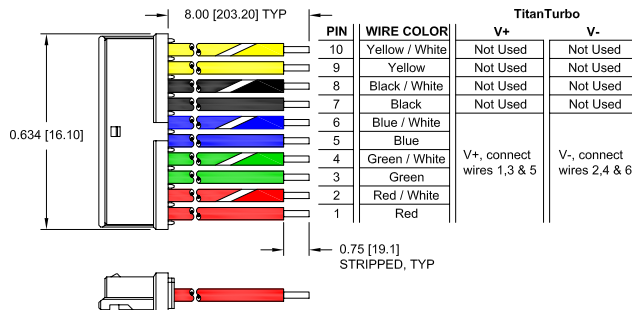 8.00 [203.20] TYP
TitanTurbo
PIN WIRE COLOR V+ V-
10 Yellow / White Not Used Not Used
9 Yellow Not Used Not Used
8 Black / White Not Used Not Used
7 Black Not Used Not Used
6 Blue / White
5 Blue
4 Green / White
3 Green
2 Red / White
1 Red
V+, connect
wires 1,3 & 5
V-, connect
wires 2,4 & 6
0.634 [16.10]
0.75 [19.1]
STRIPPED, TYP